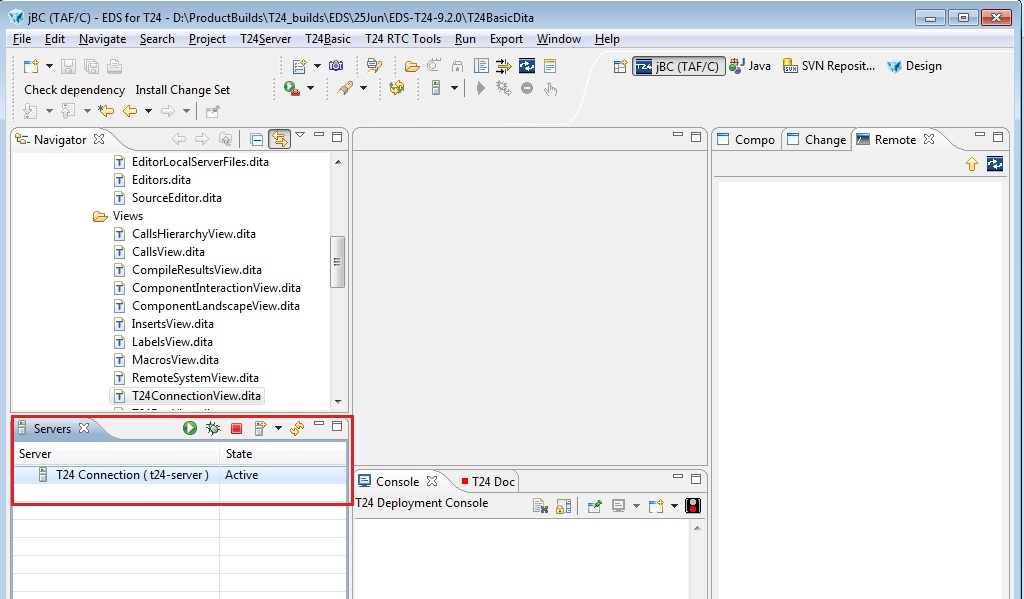 jBC (TAF/C) - EDS for T24 - D:\ProductBuilds\T24_builds\EDS\25Jun\EDS-T24-9.2.0\T24BasicDita
File Edit Navigate Search Project T24Server T24Basic T24 RTC Tools Run Export Window Help
T24 jBC (TAF/C) Java SVN SVN Reposit... Design
Check dependency Install Change Set
Navigator
EditorLocalServerFiles.dita
Editors.dita
SourceEditor.dita
Views
CallsHierarchyView.dita
CallsView.dita
CompileResultsView.dita
ComponentInteractionView.dita
ComponentLandscapeView.dita
InsertsView.dita
LabelsView.dita
MacrosView.dita
RemoteSystemView.dita
T24ConnectionView.dita
Compo Change Remote
Servers
Server State
T24 Connection ( t24-server ) Active
Console T24 Doc
T24 Deployment Console